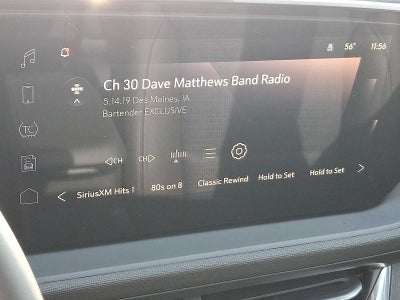 56° 11:56
Ch 30 Dave Matthews Band Radio
5.14.19 Des Moines, IA
Bartender EXCLUSIVE
TC
CH CH
SiriusXM Hits 1 80s on 8 Classic Rewind Hold to Set Hold to Set